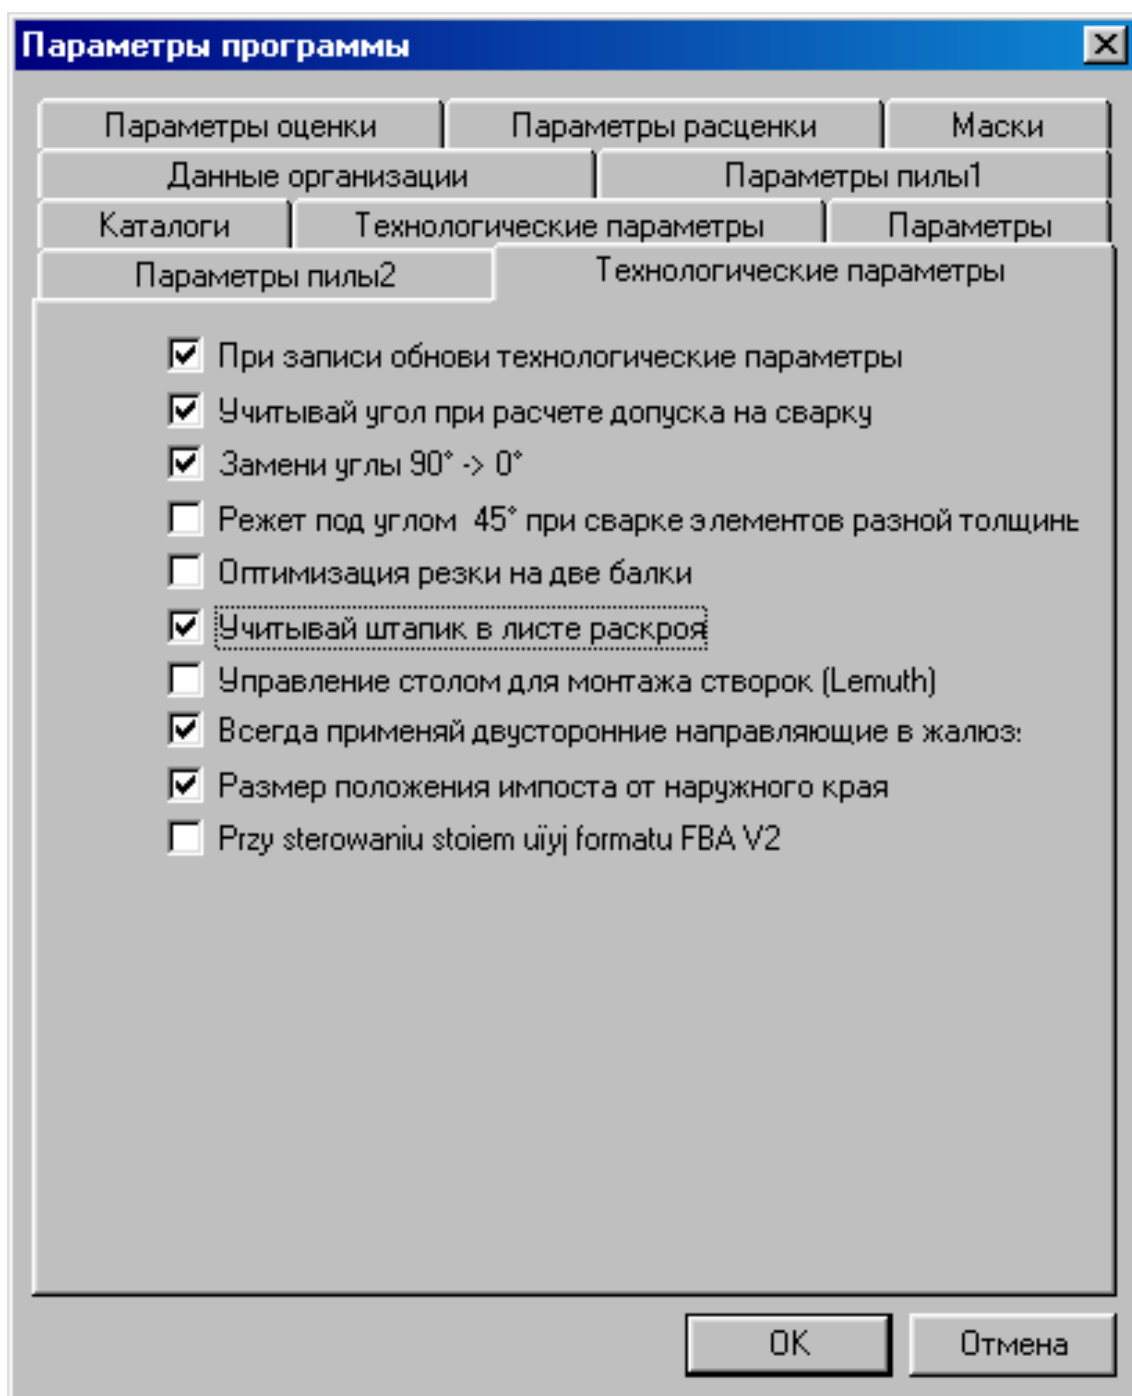 Параметры программы
Параметры оценки Параметры расценки Маски
Данные организации Параметры пилы1
Каталоги Технологические параметры Параметры
Параметры пилы2 Технологические параметры
При записи обнови технологические параметры
Учитывай угол при расчете допуска на сварку
Замени углы 90° -> 0°
Режет под углом 45° при сварке элементов разной толщинь
Оптимизация резки на две балки
Учитывай штапик в листе раскроя
Управление столом для монтажа створок (Lemuth)
Всегда применяй двусторонние направляющие в жалюз
Размер положения импоста от наружного края
Przy sterowaniu stoiem uïyj formatu FBA V2
OK Отмена